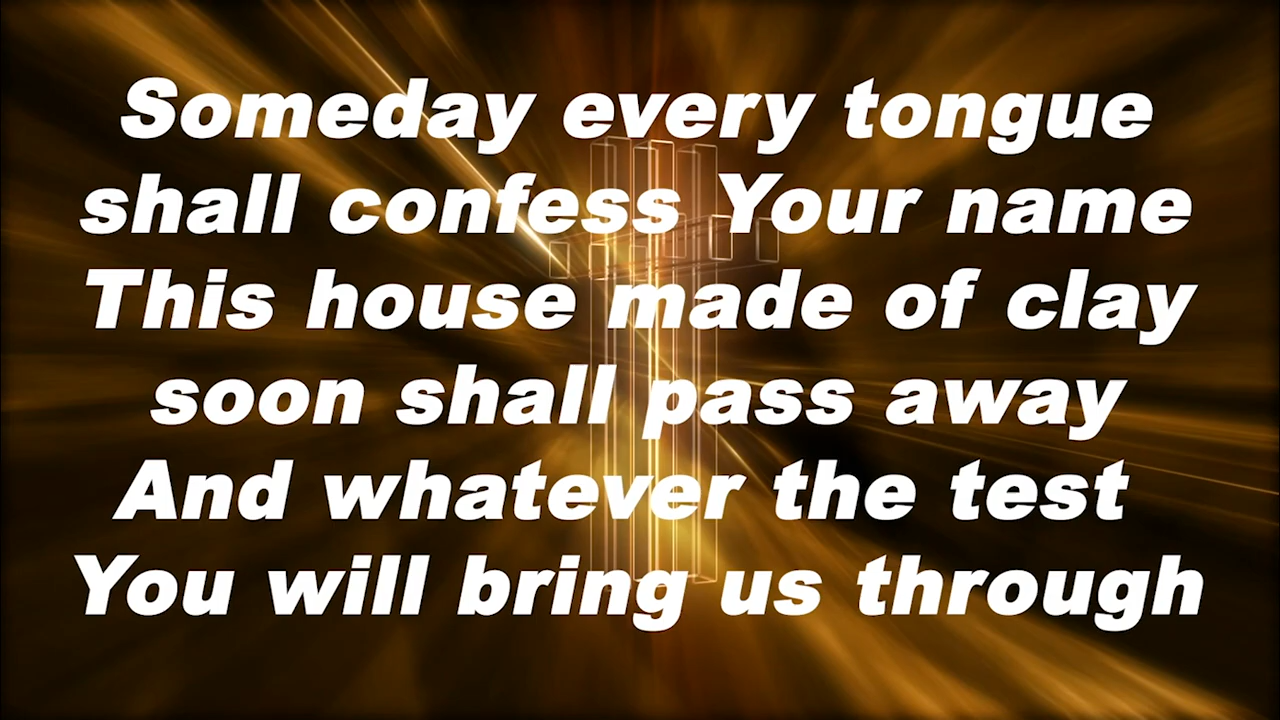 Someday every tongue
shall confess Your name
This house made of clay
soon shall pass away
And whatever the test
You will bring us through